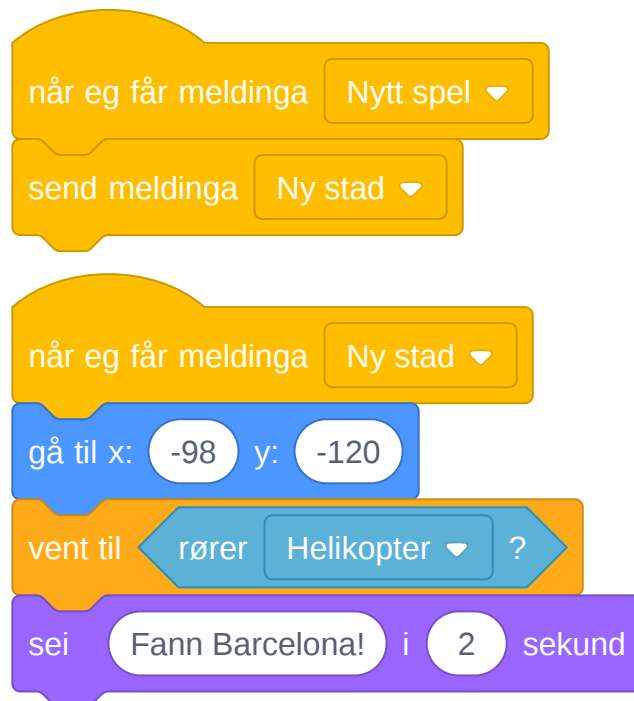 når eg får meldinga Nytt spel
send meldinga Ny stad
når eg får meldinga Ny stad
gå til x: -98 y: -120
vent til rører Helikopter ?
sei Fann Barcelona! i 2 sekund